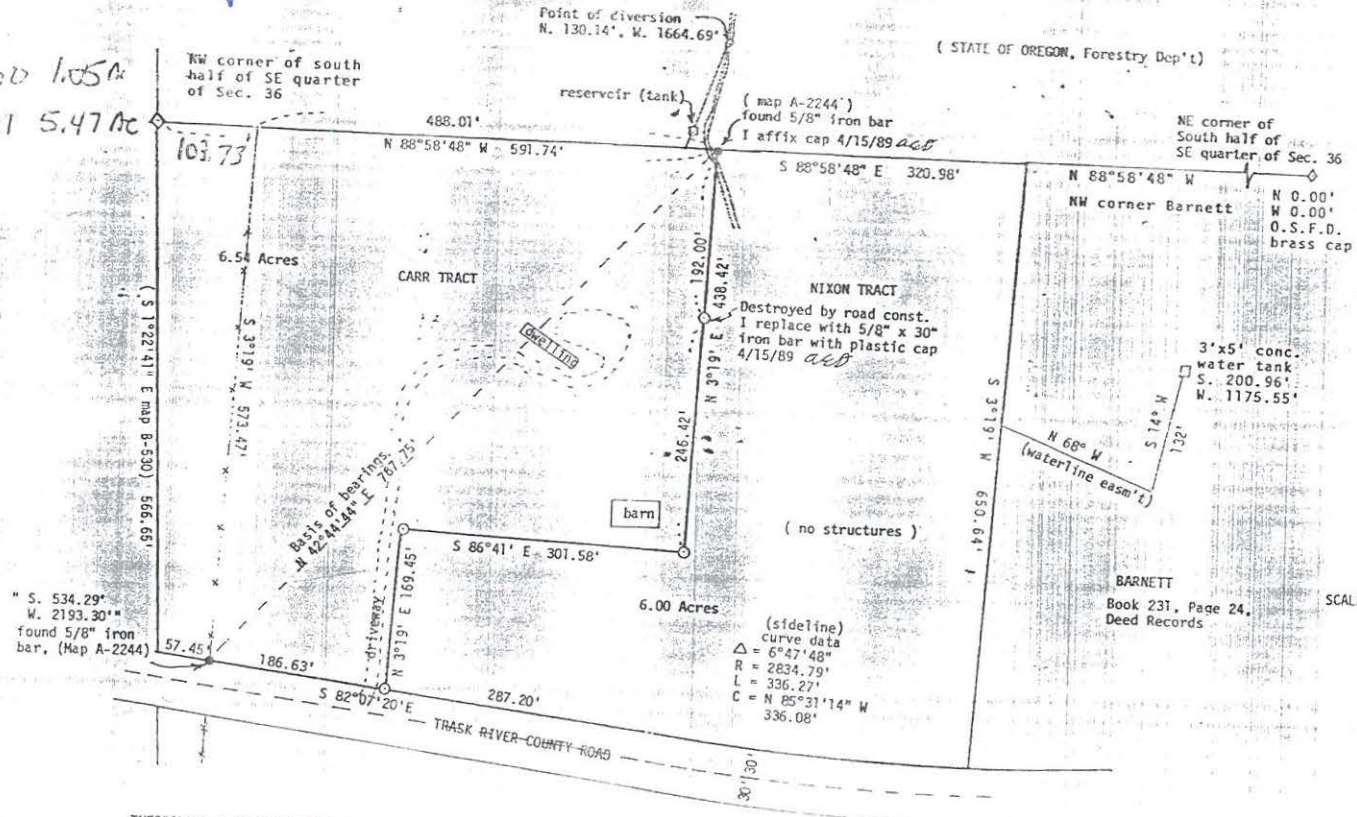 Point of diversion
N. 130.14', W. 1664.69'
( STATE OF OREGON, Forestry Dep't)
1.05 Ac
5.47 Ac
NW corner of south
half of SE quarter
of Sec. 36
reservoir (tank)
( map A-2244 )
found 5/8" iron bar
I affix cap 4/15/89 acd
NE corner of
South half of
SE quarter of Sec. 36
103.73
488.01'
N 88°58'48" W - 591.74'
S 88°58'48" E 320.98'
N 88°58'48" W
NW corner Barnett
N 0.00'
W 0.00'
O.S.F.D.
brass cap
6.54 Acres
CARR TRACT
192.00'
438.42'
N 3°19' E
246.42'
NIXON TRACT
Destroyed by road const.
I replace with 5/8" x 30"
iron bar with plastic cap
4/15/89 acd
dwelling
3'x5' conc.
water tank
S. 200.96'
W. 1175.55'
( S 1°22'41" E map B-530) 566.66'
S 3°19' W 573.47'
S 3°19' W 650.64'
N 68° W
(waterline easm't)
S 14° W
132'
Basis of bearings
N 42°44'44" E 767.75'
barn
( no structures )
S 86°41' E 301.58'
N 3°19' E 169.45'
driveway
6.00 Acres
BARNETT
Book 231, Page 24,
Deed Records
SCAL
" S. 534.29'
W. 2193.30'"
found 5/8" iron
bar, (Map A-2244)
57.45'
186.63'
S 82°07'20"E
287.20'
(sideline)
curve data
Δ = 6°47'48"
R = 2834.79'
L = 336.27'
C = N 85°31'14" W
336.08'
TRASK RIVER COUNTY ROAD
30' 30'